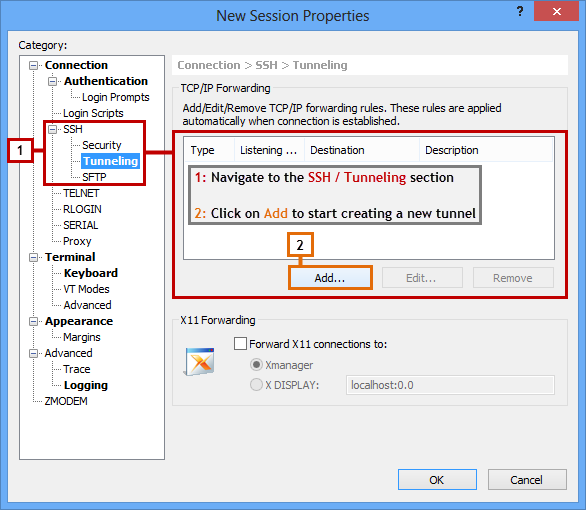 New Session Properties
?
Category:
Connection
Authentication
Login Prompts
Login Scripts
SSH
1
Security
Tunneling
SFTP
TELNET
RLOGIN
SERIAL
Proxy
Terminal
Keyboard
VT Modes
Advanced
Appearance
Margins
Advanced
Trace
Logging
ZMODEM
Connection > SSH > Tunneling
TCP/IP Forwarding
Add/Edit/Remove TCP/IP forwarding rules. These rules are applied
automatically when connection is established.
Type Listening ... Destination Description
1: Navigate to the SSH / Tunneling section
2: Click on Add to start creating a new tunnel
2
Add... Edit... Remove
X11 Forwarding
Forward X11 connections to:
Xmanager
X DISPLAY: localhost:0.0
OK Cancel